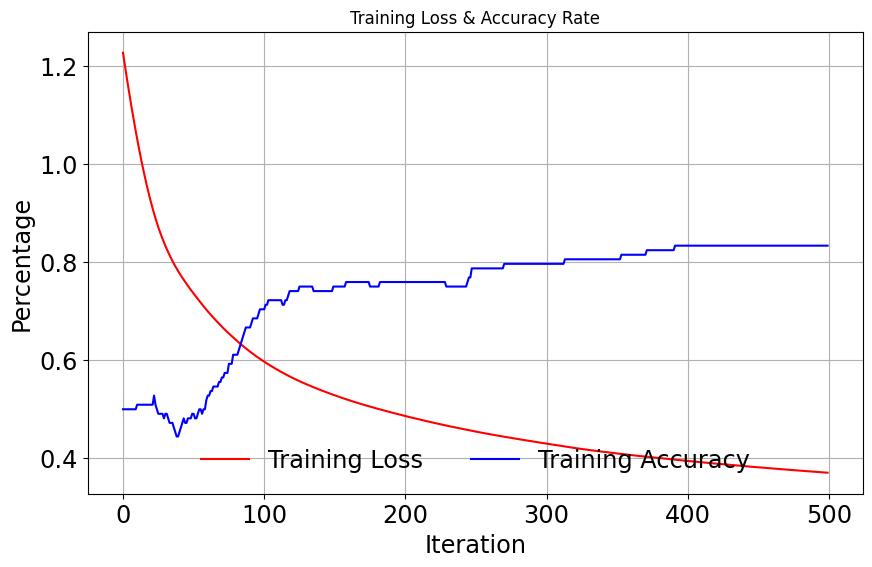 Training Loss & Accuracy Rate
1.2
1.0
0.8
0.6
0.4
Percentage
Training Loss
Training Accuracy
0 100 200 300 400 500
Iteration